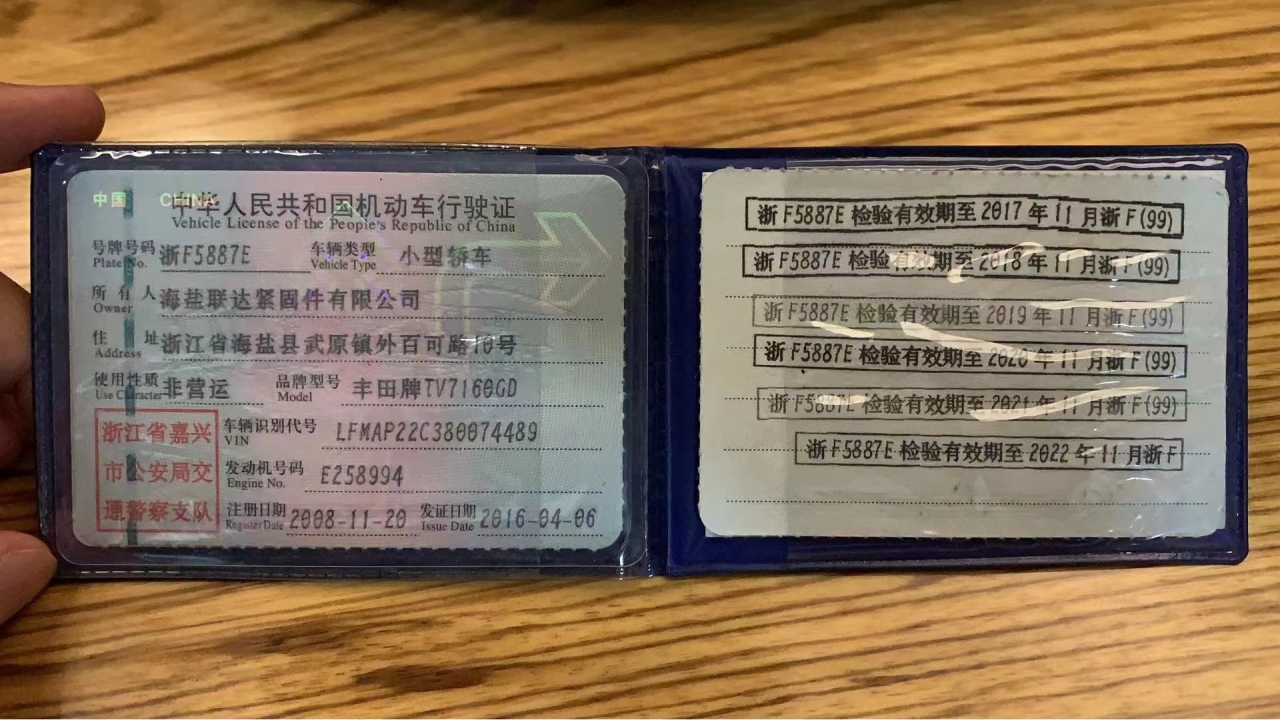 中国 CHINA
中华人民共和国机动车行驶证
Vehicle License of the People's Republic of China
号牌号码 浙F5887E 车辆类型 小型轿车
Plate No. Vehicle Type
所有人 海盐联达紧固件有限公司
Owner
住址 浙江省海盐县武原镇外百可路10号
Address
使用性质 非营运 品牌型号 丰田牌TV7160GD
Use Character Model
浙江省嘉兴
市公安局交
通警察支队
车辆识别代号 LFMAP22C380074489
VIN
发动机号码 E258994
Engine No.
注册日期 2008-11-20 发证日期 2016-04-06
Register Date Issue Date
浙F5887E 检验有效期至 2017 年 11 月浙F(99)
浙F5887E 检验有效期至 2018 年 11 月浙F(99)
浙F5887E 检验有效期至 2019 年 11 月浙F(99)
浙F5887E 检验有效期至 2020 年 11 月浙F(99)
浙F5887E 检验有效期至 2021 年 11 月浙F(99)
浙F5887E 检验有效期至 2022 年 11 月浙F